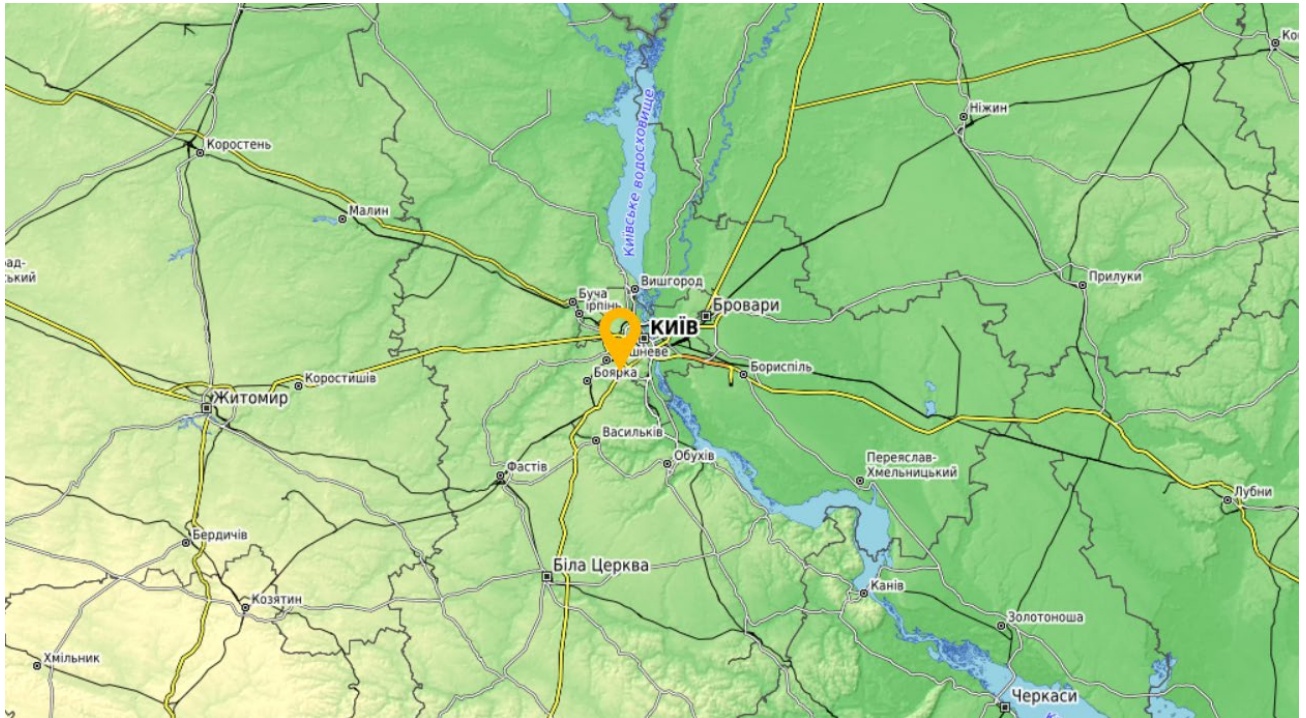 Ніжин
Коростень
Київське водосховище
Малин
Прилуки
Вишгород
Буча
Ірпінь
Бровари
КИЇВ
Боярка
Бориспіль
Коростишів
Житомир
Васильків
Обухів
Переяслав-
Хмельницький
Фастів
Лубни
Бердичів
Біла Церква
Канів
Козятин
Золотоноша
Хмільник
Черкаси